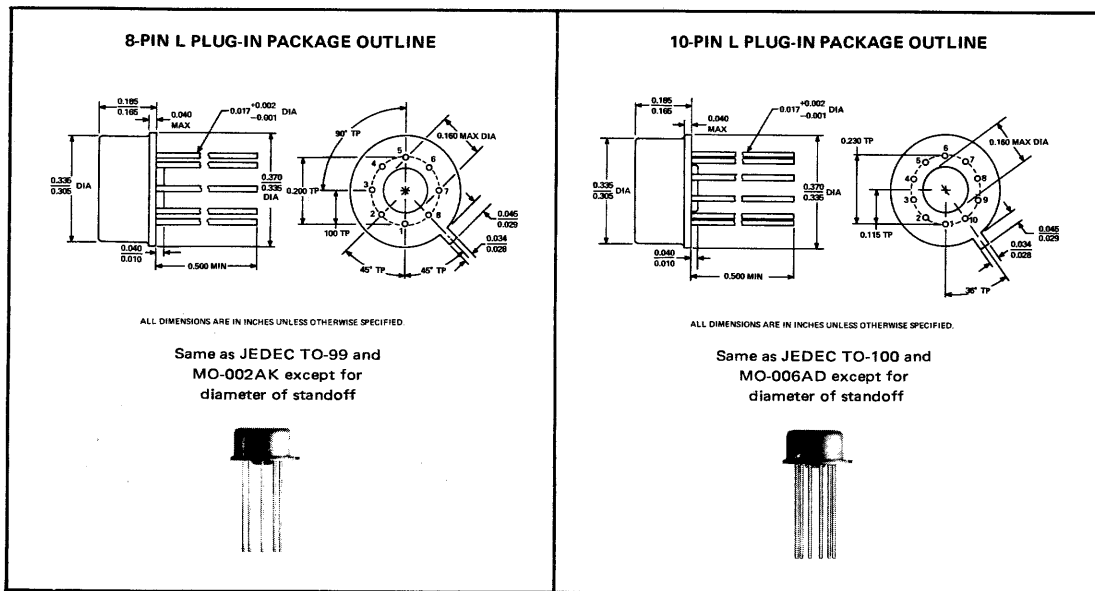 8-PIN L PLUG-IN PACKAGE OUTLINE
0.185
0.165
0.040
MAX
0.017 +0.002 -0.001 DIA
90° TP
0.160 MAX DIA
0.335
0.305 DIA
0.370
0.335
DIA
0.200 TP
100 TP
5
4
6
3
7
2
8
1
0.045
0.029
0.034
0.028
0.040
0.010
0.500 MIN
45° TP
45° TP
ALL DIMENSIONS ARE IN INCHES UNLESS OTHERWISE SPECIFIED.
Same as JEDEC TO-99 and
MO-002AK except for
diameter of standoff
10-PIN L PLUG-IN PACKAGE OUTLINE
0.185
0.165
0.040
MAX
0.017 +0.002 -0.001 DIA
0.230 TP
0.160 MAX DIA
0.335
0.305 DIA
0.370
0.335
DIA
0.115 TP
6
5
7
4
8
3
9
2
10
1
0.045
0.029
0.034
0.028
0.040
0.010
0.500 MIN
36° TP
ALL DIMENSIONS ARE IN INCHES UNLESS OTHERWISE SPECIFIED.
Same as JEDEC TO-100 and
MO-006AD except for
diameter of standoff